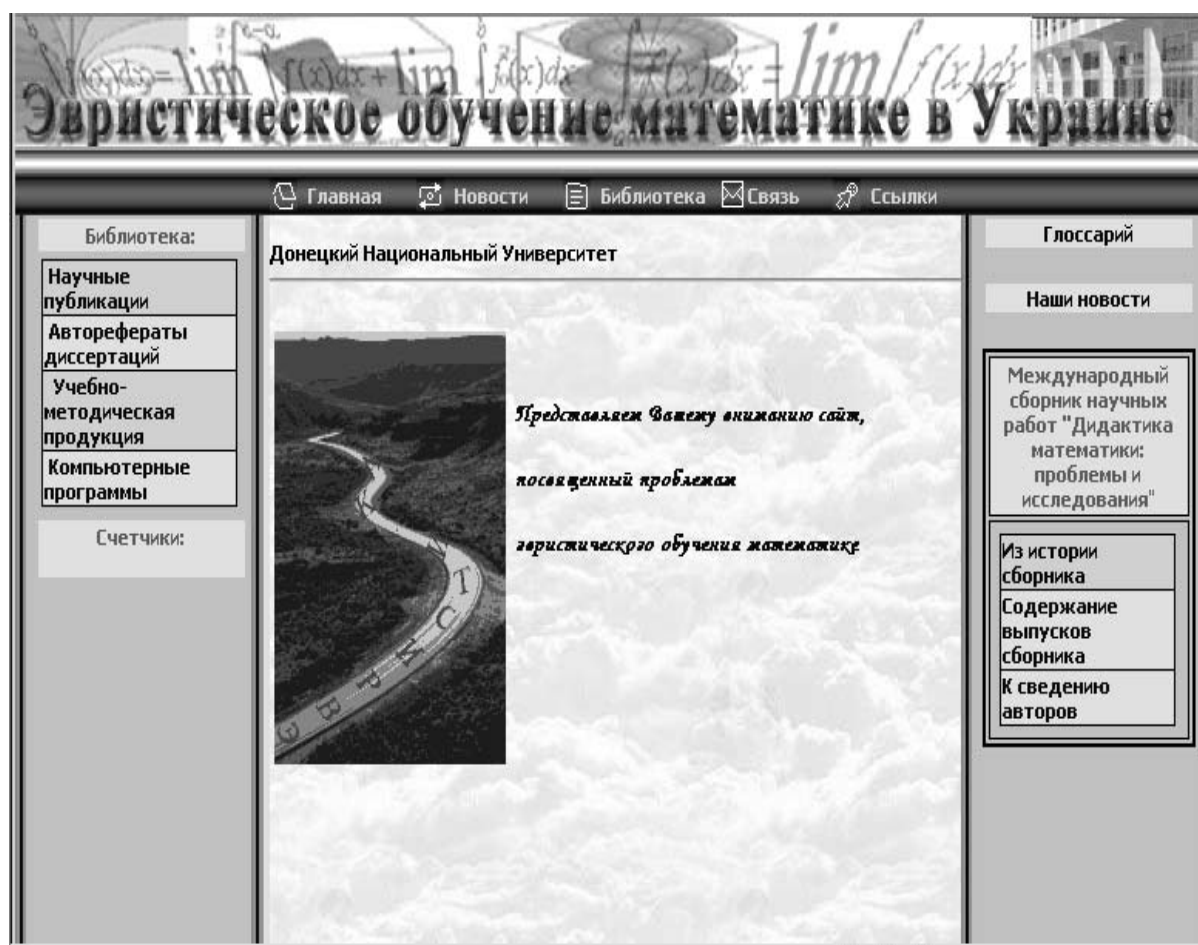 Эвристическое обучение математике в Украине
Главная Новости Библиотека Связь Ссылки
Библиотека:
Научные
публикации
Авторефераты
диссертаций
Учебно-
методическая
продукция
Компьютерные
программы
Счетчики:
Донецкий Национальный Университет
Представляем Вашему вниманию сайт,
посвященный проблемам
эвристического обучения математике
Глоссарий
Наши новости
Международный
сборник научных
работ "Дидактика
математики:
проблемы и
исследования"
Из истории
сборника
Содержание
выпусков
сборника
К сведению
авторов